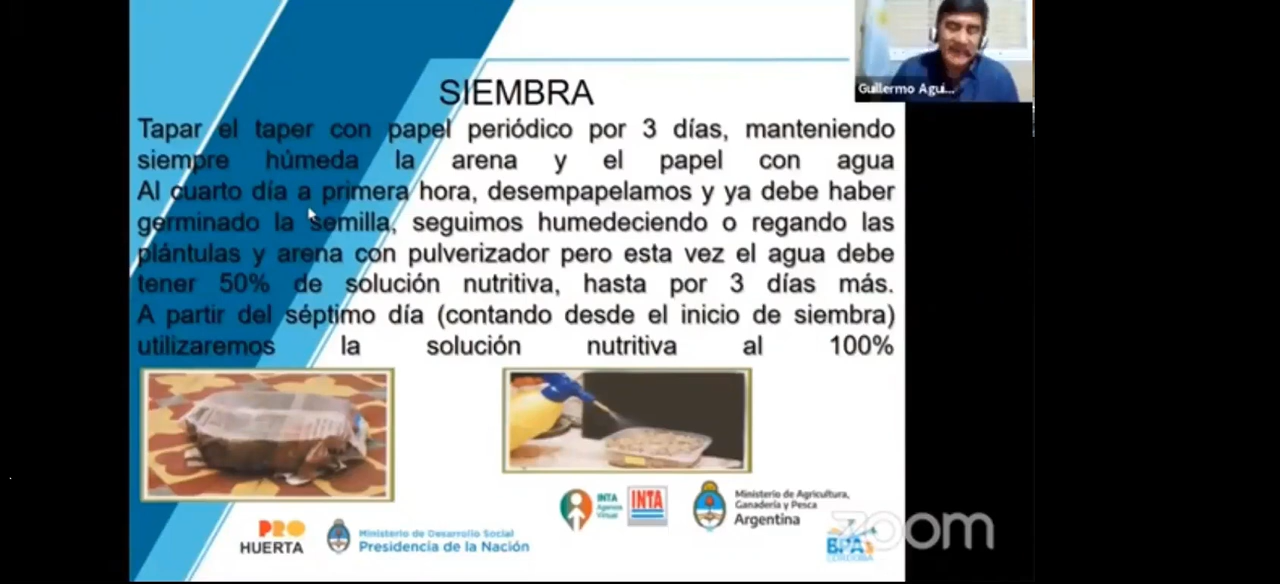 SIEMBRA
Tapar el taper con papel periódico por 3 días, manteniendo
siempre húmeda la arena y el papel con agua
Al cuarto día a primera hora, desempapelamos y ya debe haber
germinado la semilla, seguimos humedeciendo o regando las
plántulas y arena con pulverizador pero esta vez el agua debe
tener 50% de solución nutritiva, hasta por 3 días más.
A partir del séptimo día (contando desde el inicio de siembra)
utilizaremos la solución nutritiva al 100%
Guillermo Agui...
PRO
HUERTA
Ministerio de Desarrollo Social
Presidencia de la Nación
INTA
Virtual
INTA
Ministerio de Agricultura,
Ganadería y Pesca
Argentina
BPAs
CÓRDOBA
zoom